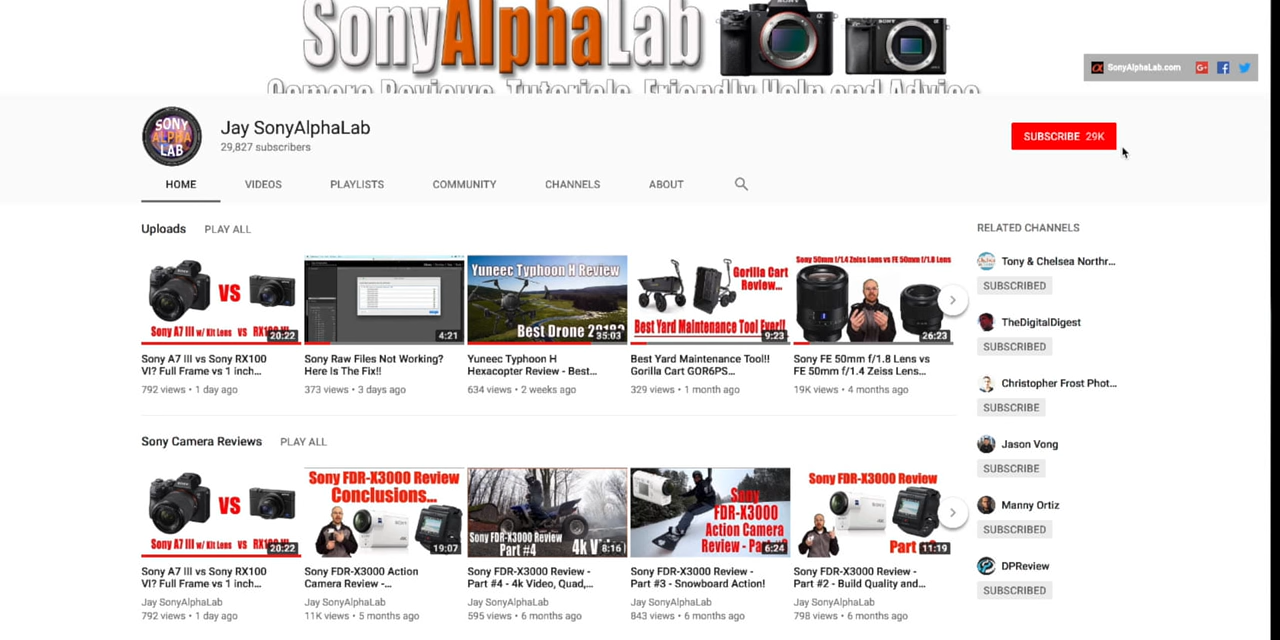 SonyAlphaLab
Camera Reviews, Tutorials, Friendly Help and Advice
SonyAlphaLab.com
SONY
ALPHA
LAB
Jay SonyAlphaLab
29,827 subscribers
SUBSCRIBE 29K
HOME VIDEOS PLAYLISTS COMMUNITY CHANNELS ABOUT
Uploads PLAY ALL
VS
Sony A7 III w/ Kit Lens VS
20:22
4:21
Yuneec Typhoon H Review
Best Drone
35:03
Gorilla Cart
Review...
Best Yard Maintenance Tool Ever!!
9:23
Sony 50mm f/1.4 Zeiss Lens vs FE 50mm f/1.8 Lens
26:23
Sony A7 III vs Sony RX100
VI? Full Frame vs 1 inch...
792 views • 1 day ago
Sony Raw Files Not Working?
Here Is The Fix!!
373 views • 3 days ago
Yuneec Typhoon H
Hexacopter Review - Best...
634 views • 2 weeks ago
Best Yard Maintenance Tool!!
Gorilla Cart GOR6PS...
329 views • 1 month ago
Sony FE 50mm f/1.8 Lens vs
FE 50mm f/1.4 Zeiss Lens...
19K views • 4 months ago
Sony Camera Reviews PLAY ALL
VS
Sony A7 III w/ Kit Lens VS
20:22
Sony FDR-X3000 Review
Conclusions...
19:07
Sony FDR-X3000 Review
Part #4
4k
8:16
Sony
FDR-X3000
Action Camera
Review -
6:24
Sony FDR-X3000 Review
Part
11:19
Sony A7 III vs Sony RX100
VI? Full Frame vs 1 inch...
Jay SonyAlphaLab
792 views • 1 day ago
Sony FDR-X3000 Action
Camera Review -...
Jay SonyAlphaLab
11K views • 5 months ago
Sony FDR-X3000 Review -
Part #4 - 4k Video, Quad,...
Jay SonyAlphaLab
595 views • 6 months ago
Sony FDR-X3000 Review -
Part #3 - Snowboard Action!
Jay SonyAlphaLab
843 views • 6 months ago
Sony FDR-X3000 Review -
Part #2 - Build Quality and...
Jay SonyAlphaLab
798 views • 6 months ago
RELATED CHANNELS
Tony & Chelsea Northr...
SUBSCRIBED
TheDigitalDigest
SUBSCRIBED
Christopher Frost Phot...
SUBSCRIBE
Jason Vong
SUBSCRIBE
Manny Ortiz
SUBSCRIBE
DPReview
SUBSCRIBED